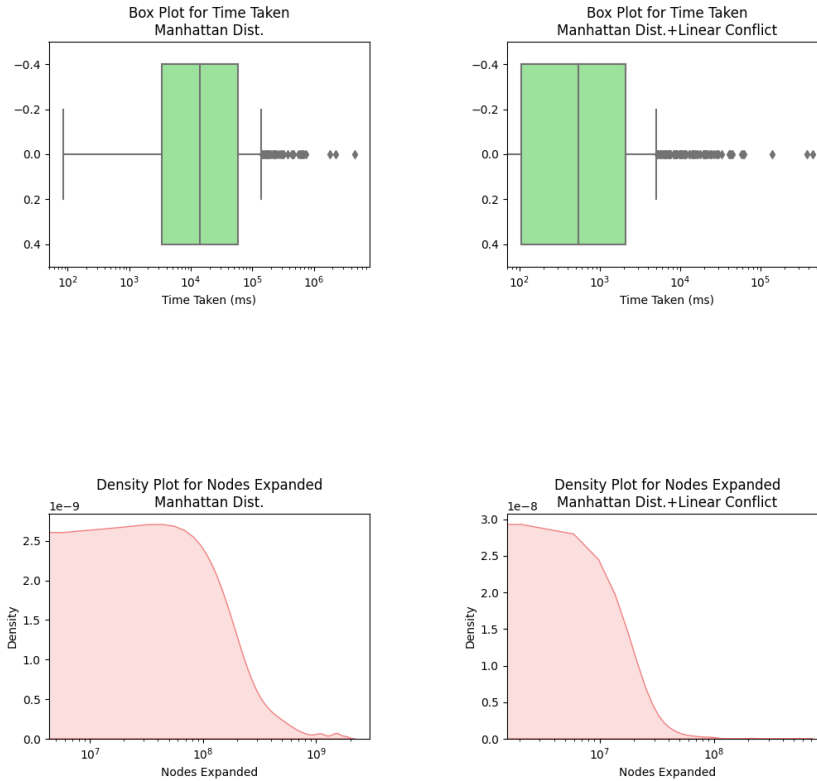 Box Plot for Time Taken
Manhattan Dist.
−0.4
−0.2
0.0
0.2
0.4
10² 10³ 10⁴ 10⁵ 10⁶
Time Taken (ms)
Box Plot for Time Taken
Manhattan Dist.+Linear Conflict
−0.4
−0.2
0.0
0.2
0.4
10² 10³ 10⁴ 10⁵
Time Taken (ms)
Density Plot for Nodes Expanded
Manhattan Dist.
1e−9
2.5
2.0
1.5
1.0
0.5
0.0
Density
10⁷ 10⁸ 10⁹
Nodes Expanded
Density Plot for Nodes Expanded
Manhattan Dist.+Linear Conflict
1e−8
3.0
2.5
2.0
1.5
1.0
0.5
0.0
Density
10⁷ 10⁸
Nodes Expanded